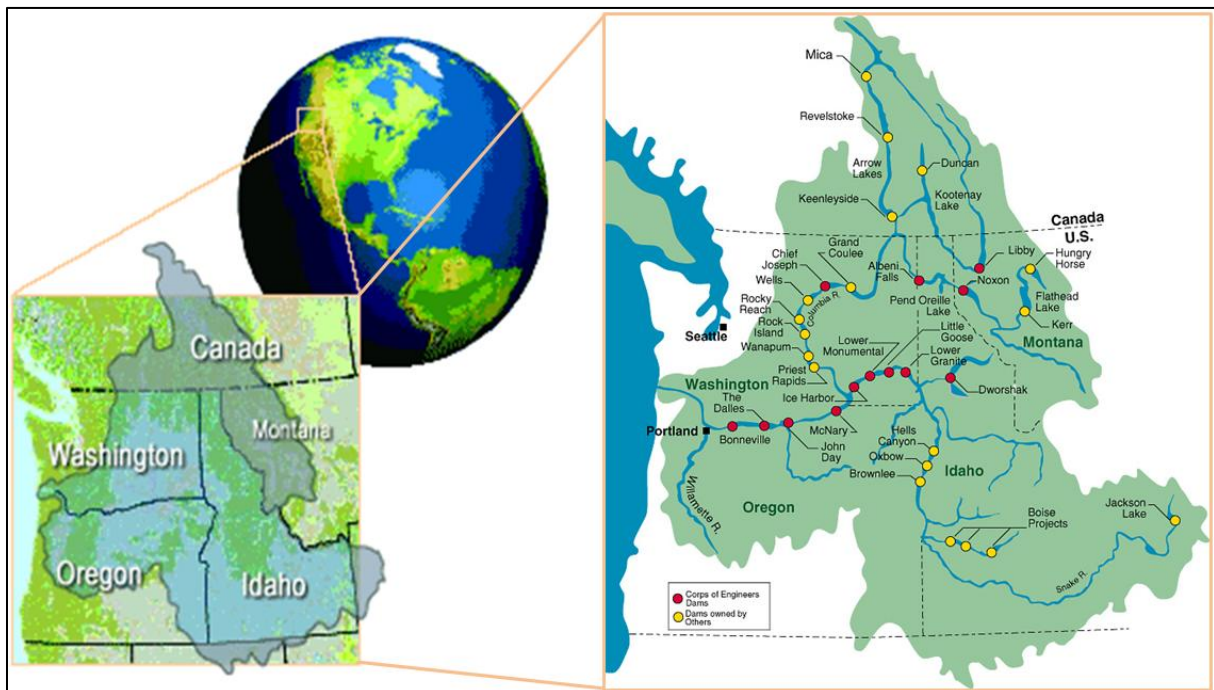 Canada
Washington
Montana
Oregon
Idaho
Mica
Revelstoke
Arrow
Lakes
Duncan
Kootenay
Lake
Keenleyside
Canada
U.S.
Grand
Coulee
Chief
Joseph
Wells
Rocky
Reach
Rock
Island
Wanapum
Priest
Rapids
Columbia R.
Albeni
Falls
Pend Oreille
Lake
Libby
Noxon
Hungry
Horse
Flathead
Lake
Kerr
Montana
Seattle
Lower
Monumental
Little
Goose
Lower
Granite
Washington
Ice Harbor
Dworshak
The
Dalles
Portland
Bonneville
McNary
John
Day
Hells
Canyon
Oxbow
Brownlee
Idaho
Willamette R.
Oregon
Boise
Projects
Jackson
Lake
Snake R.
Corps of Engineers
Dams
Dams owned by
Others